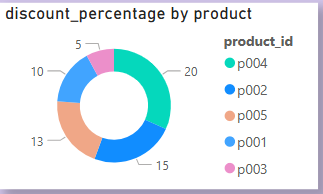 discount_percentage by product
product_id
p004
p002
p005
p001
p003
5
20
10
13
15